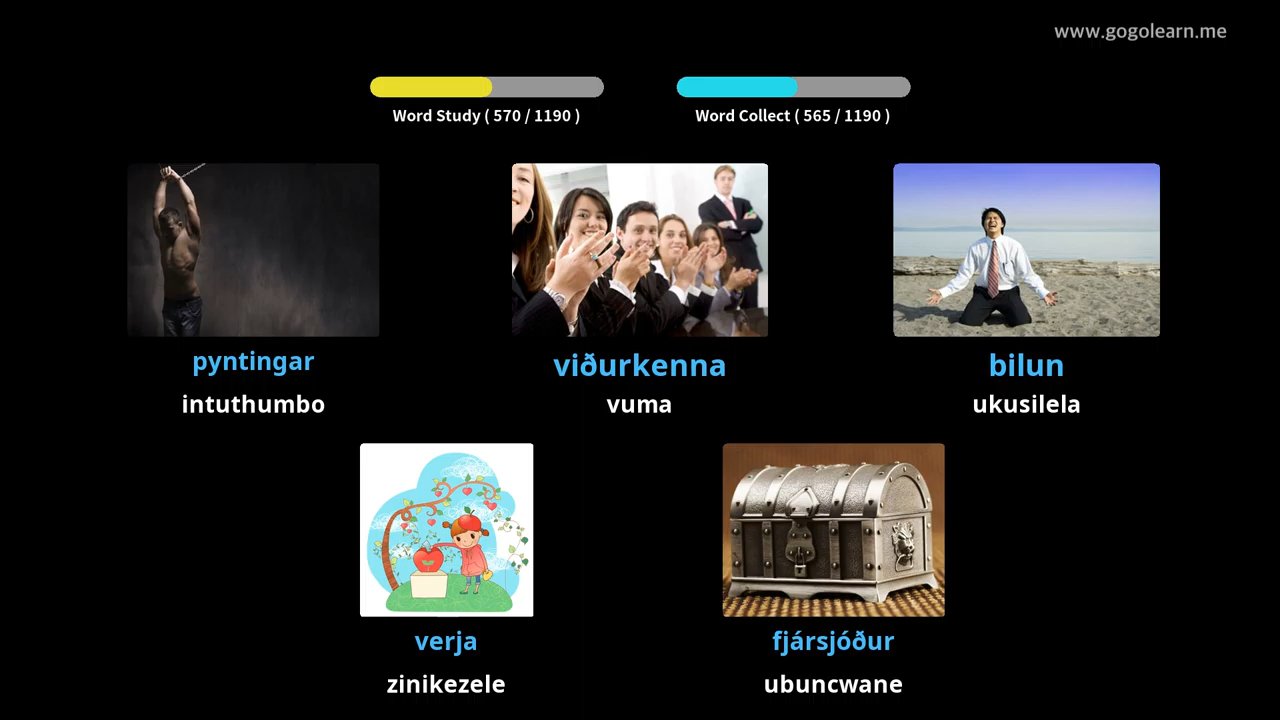 www.gogolearn.me
Word Study ( 570 / 1190 )
Word Collect ( 565 / 1190 )
pyntingar
viðurkenna
bilun
intuthumbo
vuma
ukusilela
verja
fjársjóður
zinikezele
ubuncwane